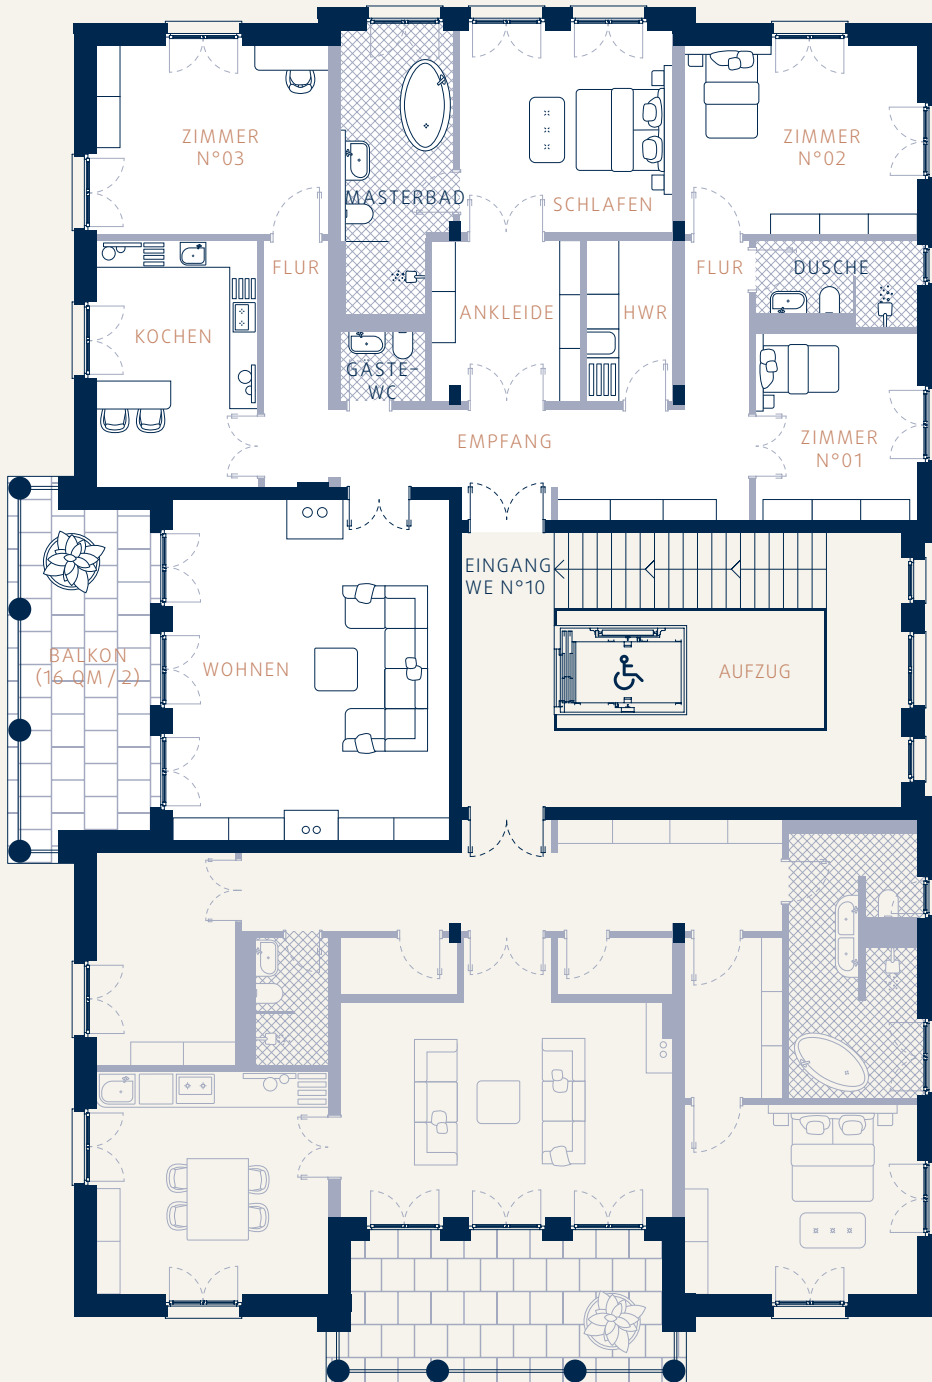 ZIMMER
N°03
MASTERBAD
SCHLAFEN
ZIMMER
N°02
FLUR
FLUR
DUSCHE
KOCHEN
GÄSTE-
WC
ANKLEIDE
HWR
EMPFANG
ZIMMER
N°01
EINGANG
WE N°10
BALKON
(16 QM / 2)
WOHNEN
AUFZUG